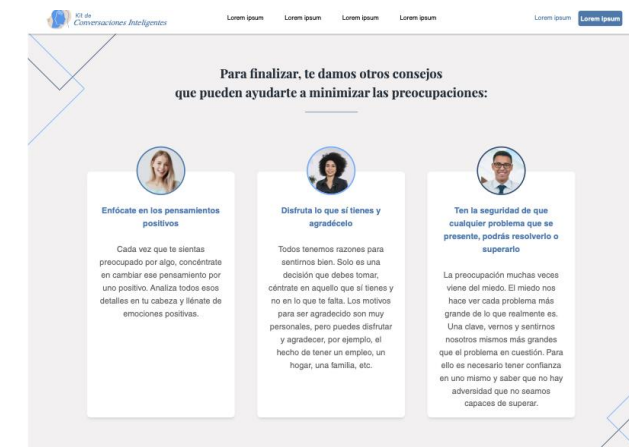 Kit de
Conversaciones Inteligentes
Lorem ipsum
Lorem ipsum
Lorem ipsum
Lorem ipsum
Lorem ipsum
Lorem Ipsum
Para finalizar, te damos otros consejos
que pueden ayudarte a minimizar las preocupaciones:
Enfócate en los pensamientos
positivos
Cada vez que te sientas
preocupado por algo, concéntrate
en cambiar ese pensamiento por
uno positivo. Analiza todos esos
detalles en tu cabeza y llénate de
emociones positivas.
Disfruta lo que sí tienes y
agradécelo
Todos tenemos razones para
sentirnos bien. Solo es una
decisión que debes tomar,
céntrate en aquello que sí tienes y
no en lo que te falta. Los motivos
para ser agradecido son muy
personales, pero puedes disfrutar
y agradecer, por ejemplo, el
hecho de tener un empleo, un
hogar, una familia, etc.
Ten la seguridad de que
cualquier problema que se
presente, podrás resolverlo o
superarlo
La preocupación muchas veces
viene del miedo. El miedo nos
hace ver cada problema más
grande de lo que realmente es.
Una clave, vernos y sentirnos
nosotros mismos más grandes
que el problema en cuestión. Para
ello es necesario tener confianza
en uno mismo y saber que no hay
adversidad que no seamos
capaces de superar.